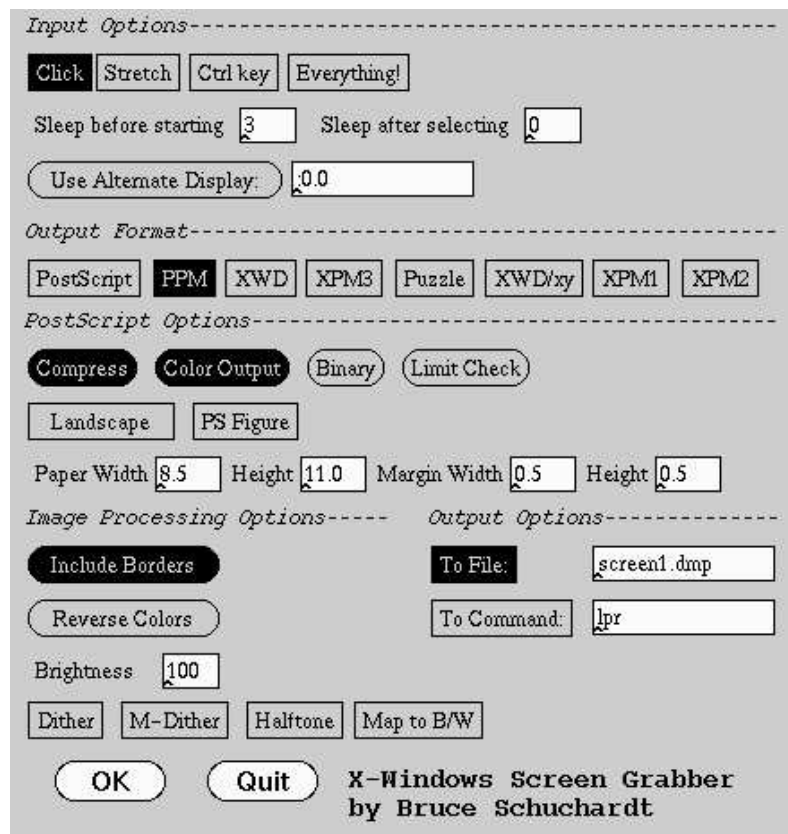 Input Options------------------------------------------
Click Stretch Ctrl key Everything!
Sleep before starting 3 Sleep after selecting 0
Use Alternate Display: :0.0
Output Format------------------------------------------
PostScript PPM XWD XPM3 Puzzle XWD/xy XPM1 XPM2
PostScript Options-------------------------------------
Compress Color Output Binary Limit Check
Landscape PS Figure
Paper Width 8.5 Height 11.0 Margin Width 0.5 Height 0.5
Image Processing Options-----
Include Borders
Reverse Colors
Brightness 100
Dither M-Dither Halftone Map to B/W
Output Options-------------
To File: screen1.dmp
To Command: lpr
OK Quit
X-Windows Screen Grabber
by Bruce Schuchardt